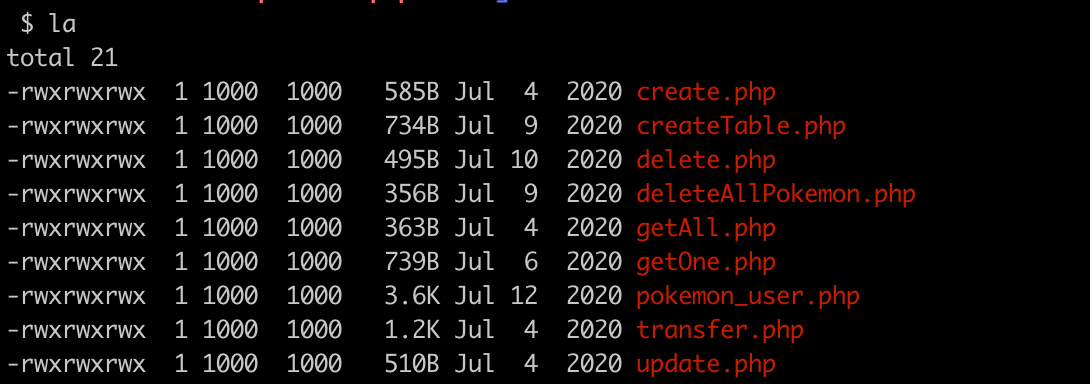 $ la
total 21
-rwxrwxrwx  1 1000  1000   585B Jul  4  2020 create.php
-rwxrwxrwx  1 1000  1000   734B Jul  9  2020 createTable.php
-rwxrwxrwx  1 1000  1000   495B Jul 10  2020 delete.php
-rwxrwxrwx  1 1000  1000   356B Jul  9  2020 deleteAllPokemon.php
-rwxrwxrwx  1 1000  1000   363B Jul  4  2020 getAll.php
-rwxrwxrwx  1 1000  1000   739B Jul  6  2020 getOne.php
-rwxrwxrwx  1 1000  1000   3.6K Jul 12  2020 pokemon_user.php
-rwxrwxrwx  1 1000  1000   1.2K Jul  4  2020 transfer.php
-rwxrwxrwx  1 1000  1000   510B Jul  4  2020 update.php